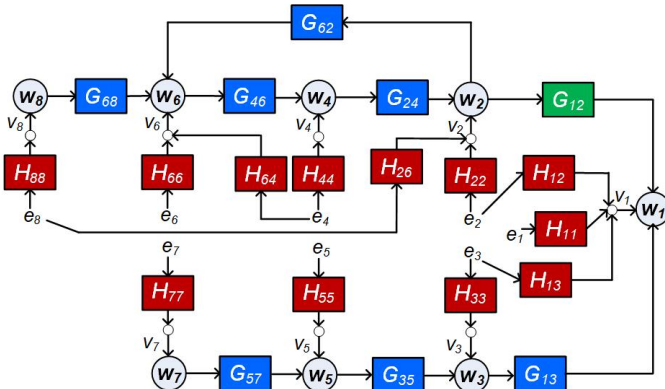 G62
w8 G68 w6 G46 w4 G24 w2 G12
v8 v6 v4 v2
H88 H66 H64 H44 H26 H22 H12 v1 w1
e8 e6 e4 e2 e1 H11
e7 e5 e3 H13
H77 H55 H33
v7 v5 v3
w7 G57 w5 G35 w3 G13